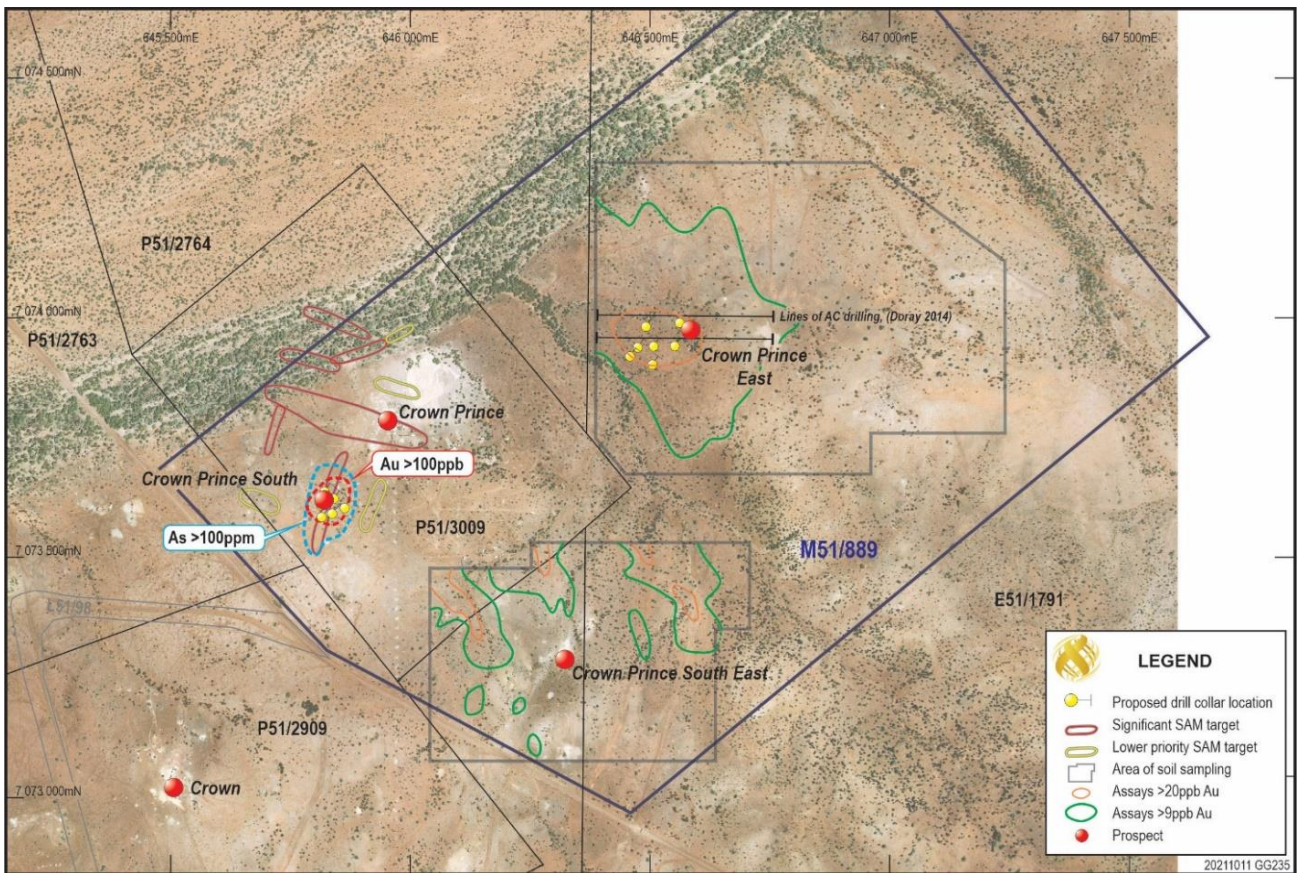 645 500mE
646 000mE
646 500mE
647 000mE
647 500mE
7 074 500mN
P51/2764
7 074 000mN
Lines of AC drilling, (Doray 2014)
P51/2763
Crown Prince
East
Crown Prince
Au >100ppb
Crown Prince South
P51/3009
As >100ppm
7 073 500mN
M51/889
E51/1791
L51/98
Crown Prince South East
P51/2909
Crown
7 073 000mN
LEGEND
Proposed drill collar location
Significant SAM target
Lower priority SAM target
Area of soil sampling
Assays >20ppb Au
Assays >9ppb Au
Prospect
20211011 GG235